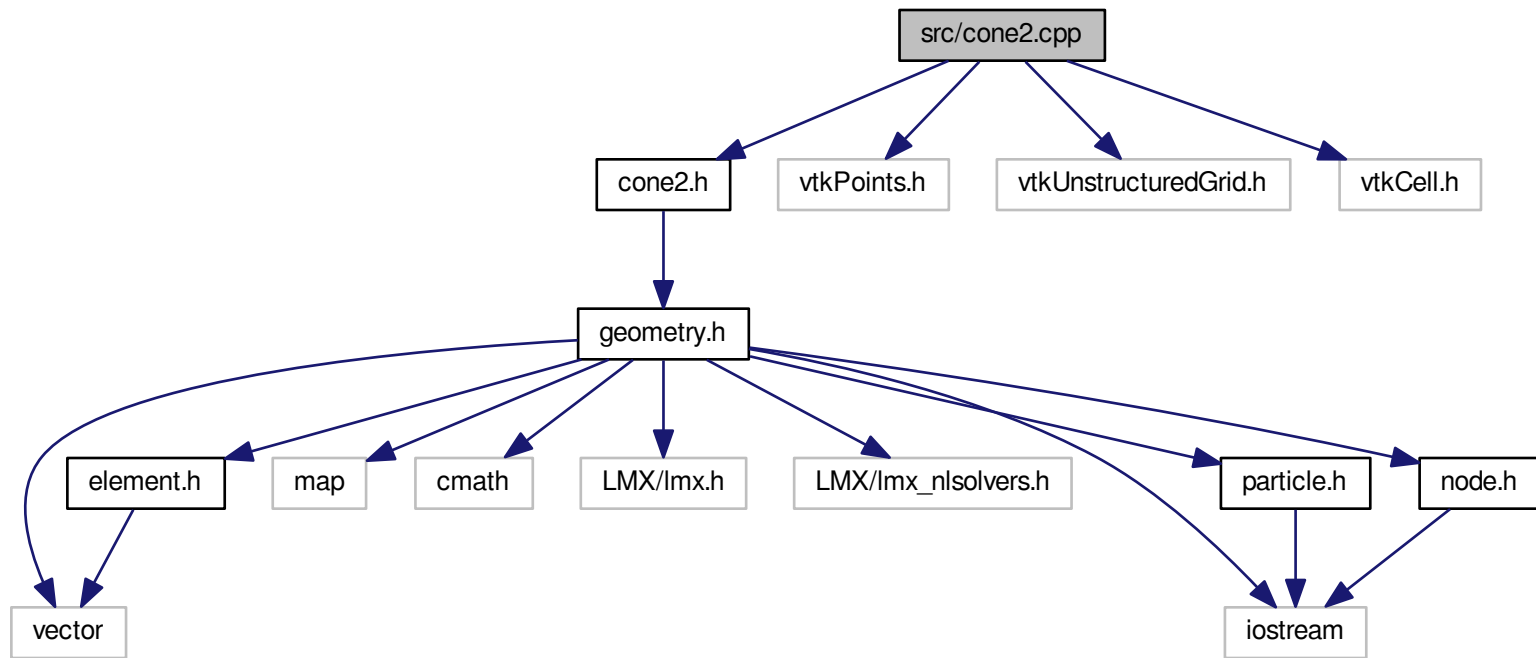 src/cone2.cpp
cone2.h
vtkPoints.h
vtkUnstructuredGrid.h
vtkCell.h
geometry.h
element.h
map
cmath
LMX/lmx.h
LMX/lmx_nlsolvers.h
particle.h
node.h
vector
iostream